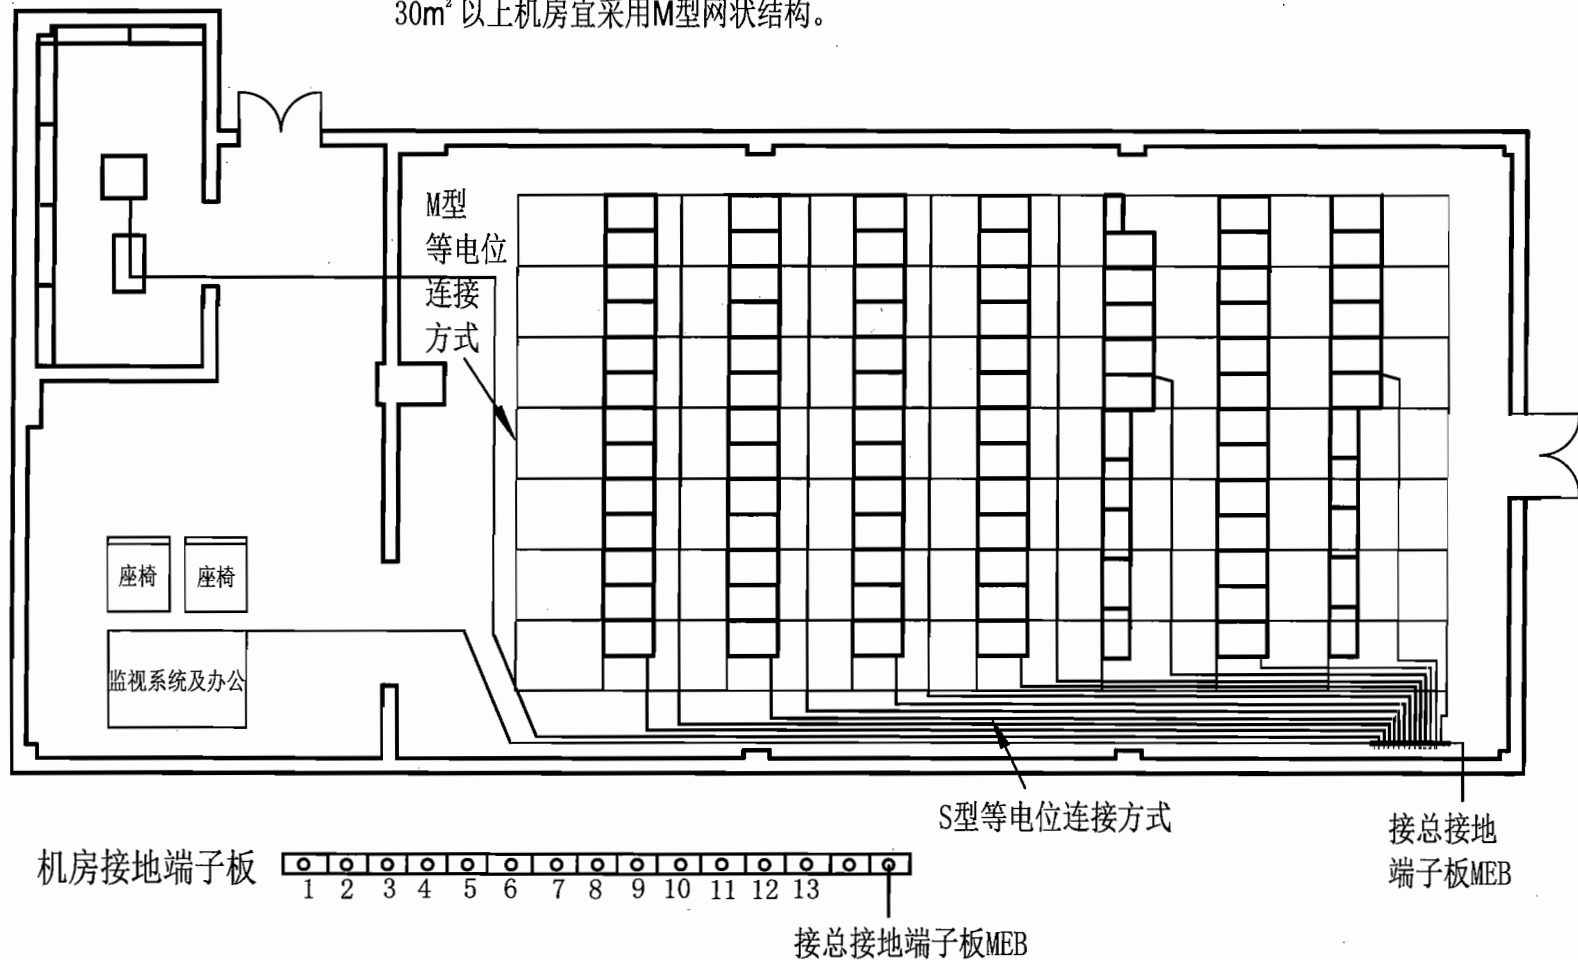 30m² 以上机房宜采用M型网状结构。
M型
等电位
连接
方式
座椅
座椅
监视系统及办公
S型等电位连接方式
接总接地
端子板MEB
机房接地端子板
1 2 3 4 5 6 7 8 9 10 11 12 13
接总接地端子板MEB